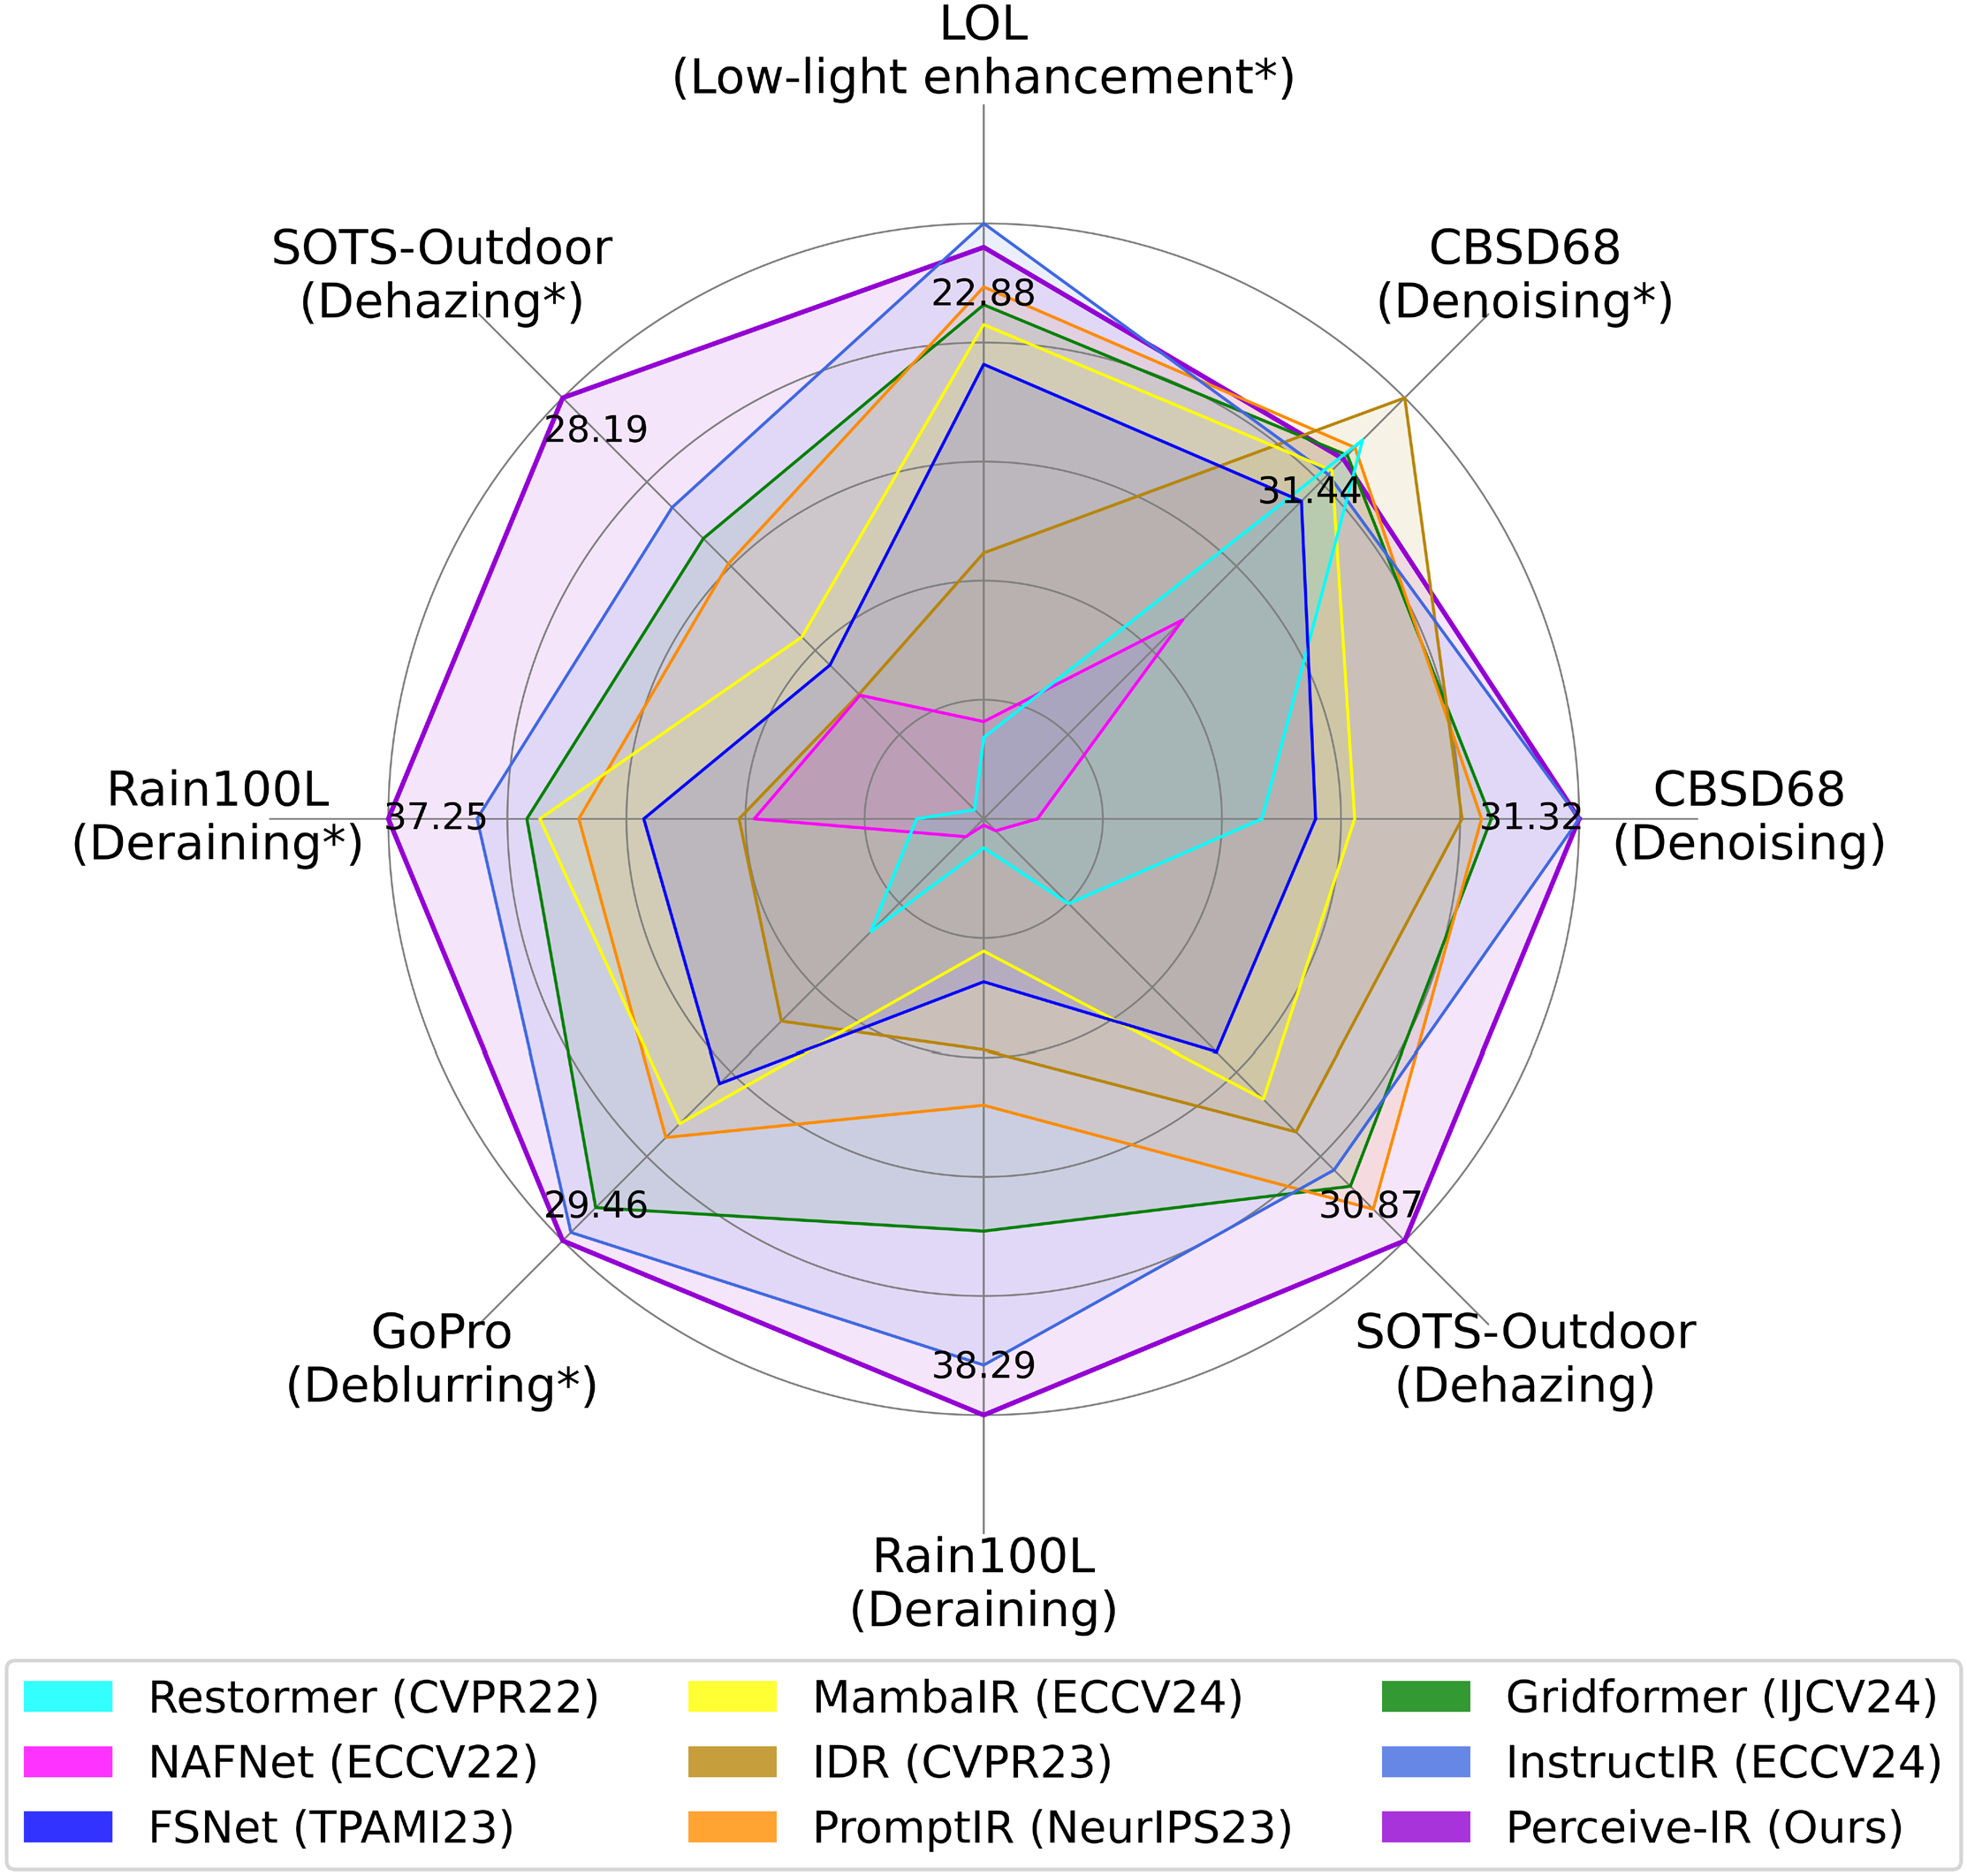 LOL
(Low-light enhancement*)
SOTS-Outdoor
(Dehazing*)
CBSD68
(Denoising*)
22.88
28.19
31.44
Rain100L
(Deraining*)
37.25
31.32
CBSD68
(Denoising)
29.46
30.87
GoPro
(Deblurring*)
38.29
SOTS-Outdoor
(Dehazing)
Rain100L
(Deraining)
Restormer (CVPR22)
NAFNet (ECCV22)
FSNet (TPAMI23)
MambaIR (ECCV24)
IDR (CVPR23)
PromptIR (NeurIPS23)
Gridformer (IJCV24)
InstructIR (ECCV24)
Perceive-IR (Ours)